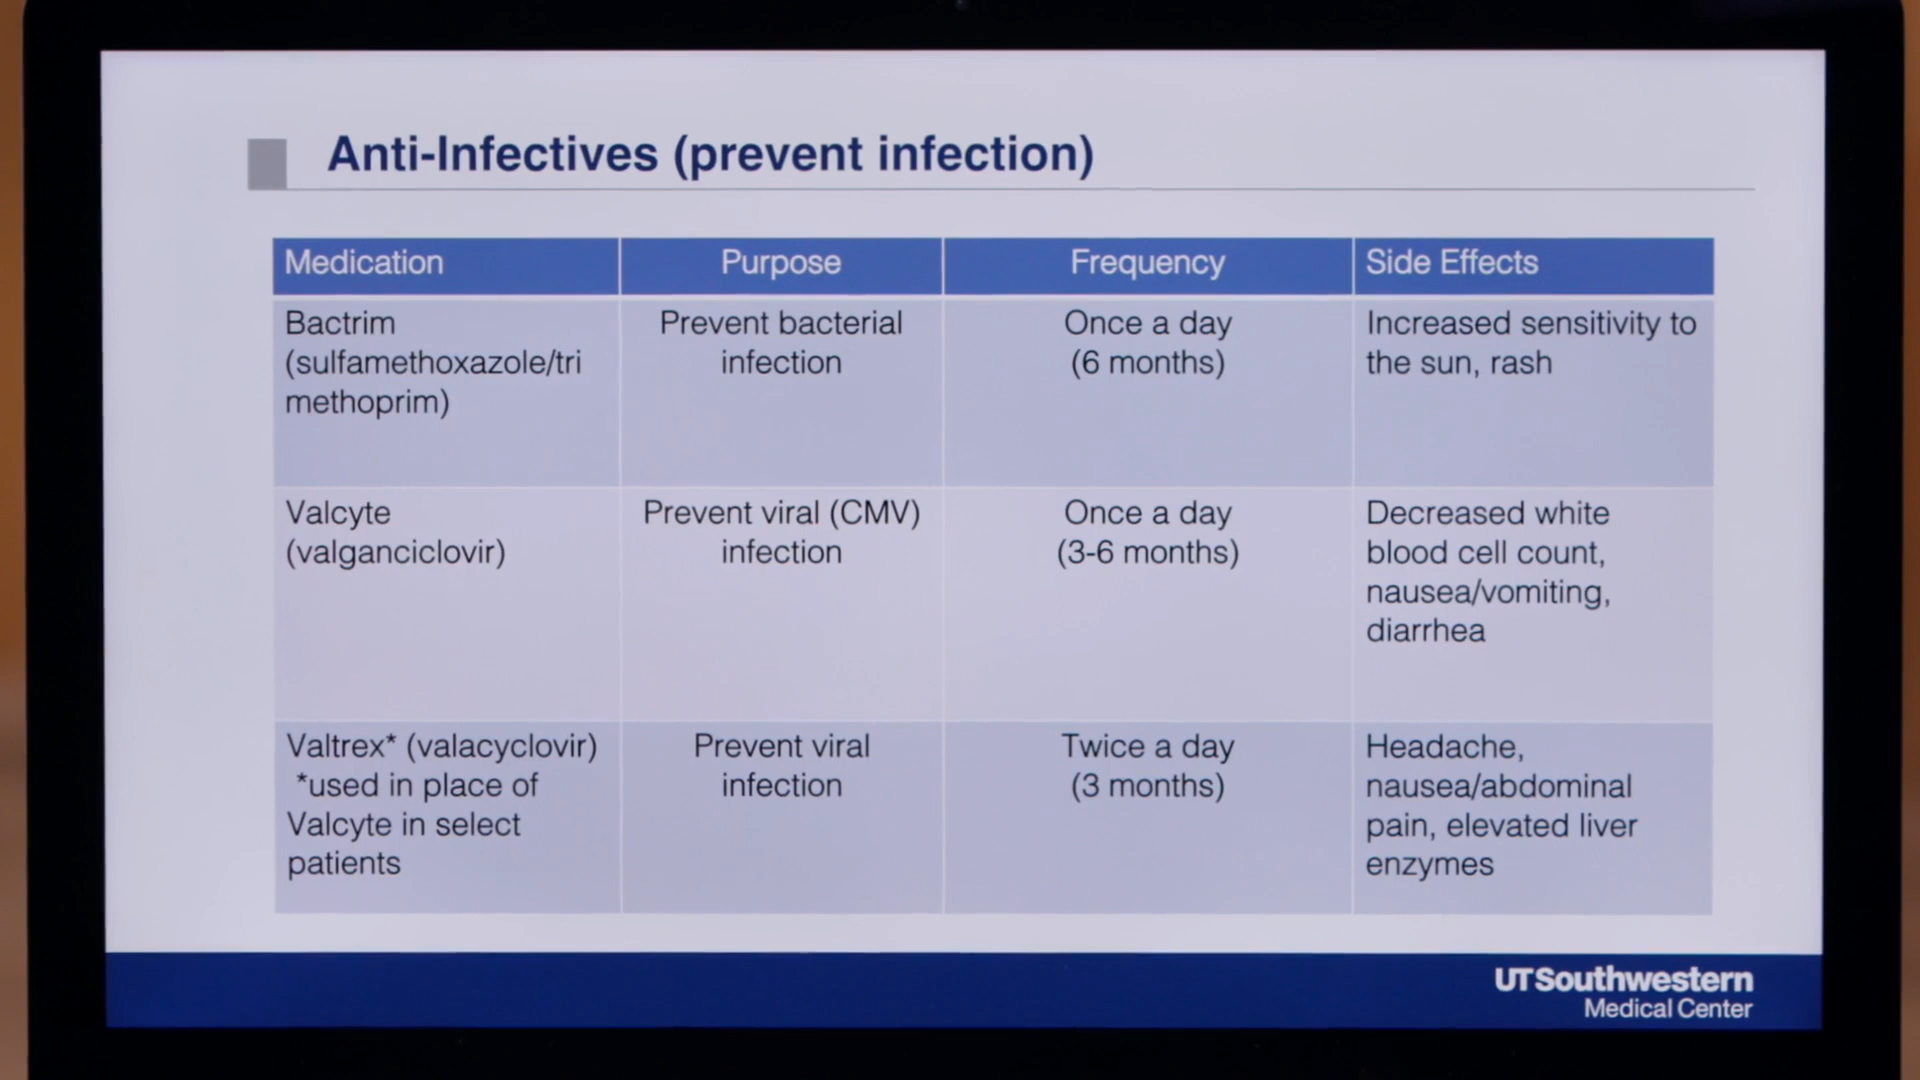 Anti-Infectives (prevent infection)
Medication
Purpose
Frequency
Side Effects
Bactrim
(sulfamethoxazole/tri
methoprim)
Prevent bacterial
infection
Once a day
(6 months)
Increased sensitivity to
the sun, rash
Valcyte
(valganciclovir)
Prevent viral (CMV)
infection
Once a day
(3-6 months)
Decreased white
blood cell count,
nausea/vomiting,
diarrhea
Valtrex* (valacyclovir)
*used in place of
Valcyte in select
patients
Prevent viral
infection
Twice a day
(3 months)
Headache,
nausea/abdominal
pain, elevated liver
enzymes
UTSouthwestern
Medical Center